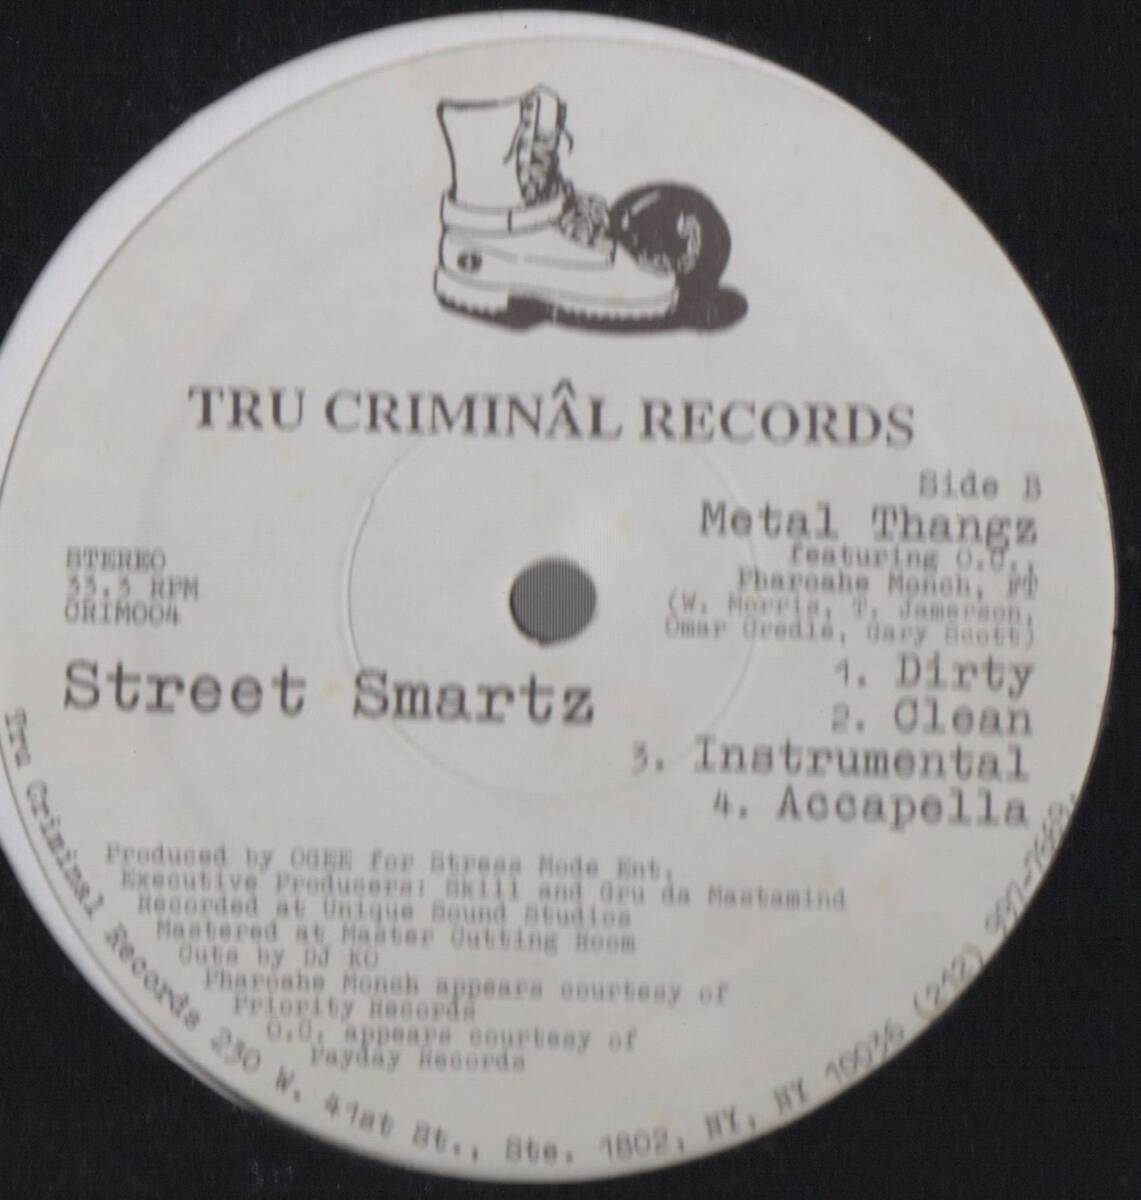 TRU CRIMINÂL RECORDS
Side B
Metal Thangz
featuring O.C.,
Pharoahe Monch, FT
(W. Morris, T. Jamerson,
Omar Credle, Gary Scott)
1. Dirty
2. Clean
3. Instrumental
4. Accapella
STEREO
33.3 RPM
CRIM004
Street Smartz
Produced by OGEE for Stress Mode Ent.
Executive Producers: Skill and Gru da Mastamind
Recorded at Unique Sound Studios
Mastered at Master Cutting Room
Cuts by DJ KO
Pharoahe Monch appears courtesy of
Priority Records
O.C. appears courtesy of
Payday Records
Tru Criminal Records 230 W. 41st St., Ste. 1802, NY, NY 10036 (212) 997-7669.